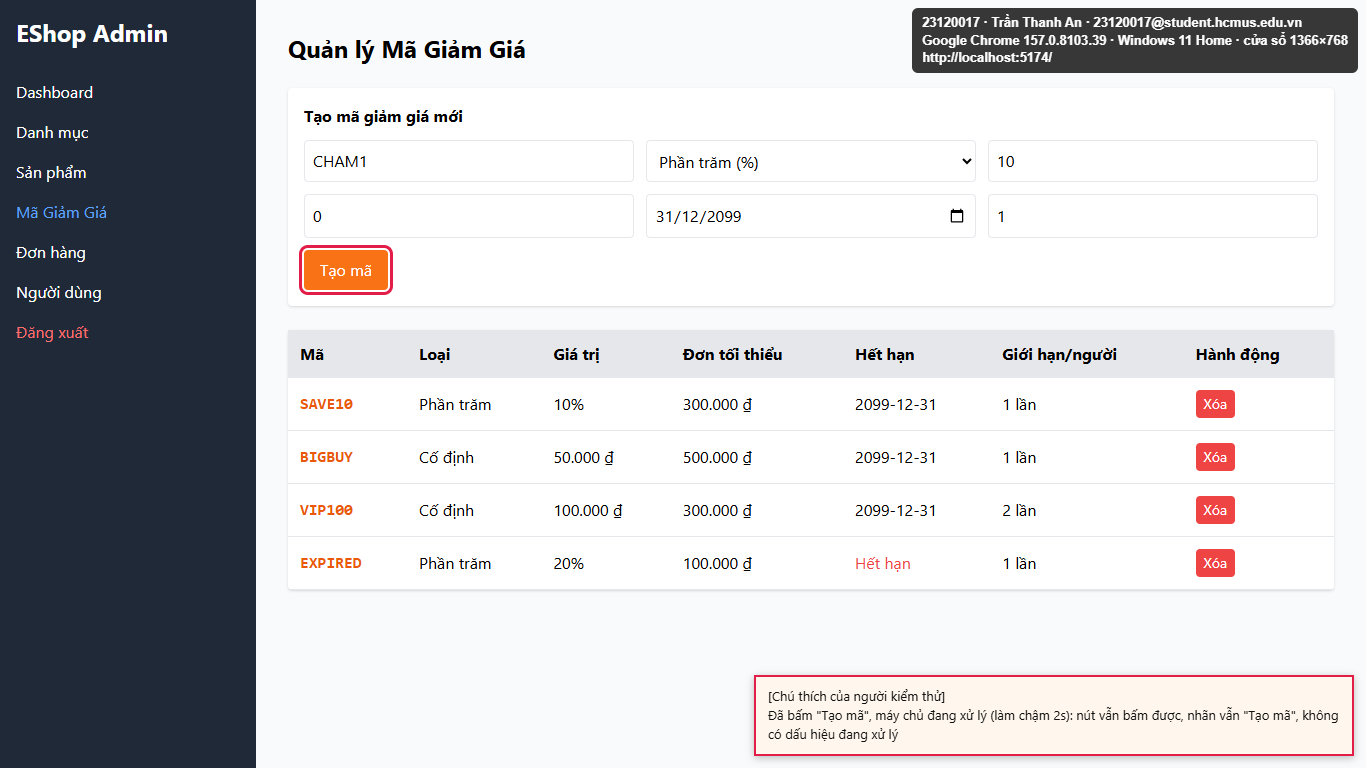 EShop Admin
Dashboard
Danh mục
Sản phẩm
Mã Giảm Giá
Đơn hàng
Người dùng
Đăng xuất
Quản lý Mã Giảm Giá
23120017 · Trần Thanh An · 23120017@student.hcmus.edu.vn
Google Chrome 157.0.8103.39 · Windows 11 Home · cửa sổ 1366×768
http://localhost:5174/
Tạo mã giảm giá mới
CHAM1 Phần trăm (%) 10
0 31/12/2099 1
Tạo mã
Mã Loại Giá trị Đơn tối thiểu Hết hạn Giới hạn/người Hành động
SAVE10 Phần trăm 10% 300.000 ₫ 2099-12-31 1 lần Xóa
BIGBUY Cố định 50.000 ₫ 500.000 ₫ 2099-12-31 1 lần Xóa
VIP100 Cố định 100.000 ₫ 300.000 ₫ 2099-12-31 2 lần Xóa
EXPIRED Phần trăm 20% 100.000 ₫ Hết hạn 1 lần Xóa
[Chú thích của người kiểm thử]
Đã bấm "Tạo mã", máy chủ đang xử lý (làm chậm 2s): nút vẫn bấm được, nhãn vẫn "Tạo mã", không
có dấu hiệu đang xử lý